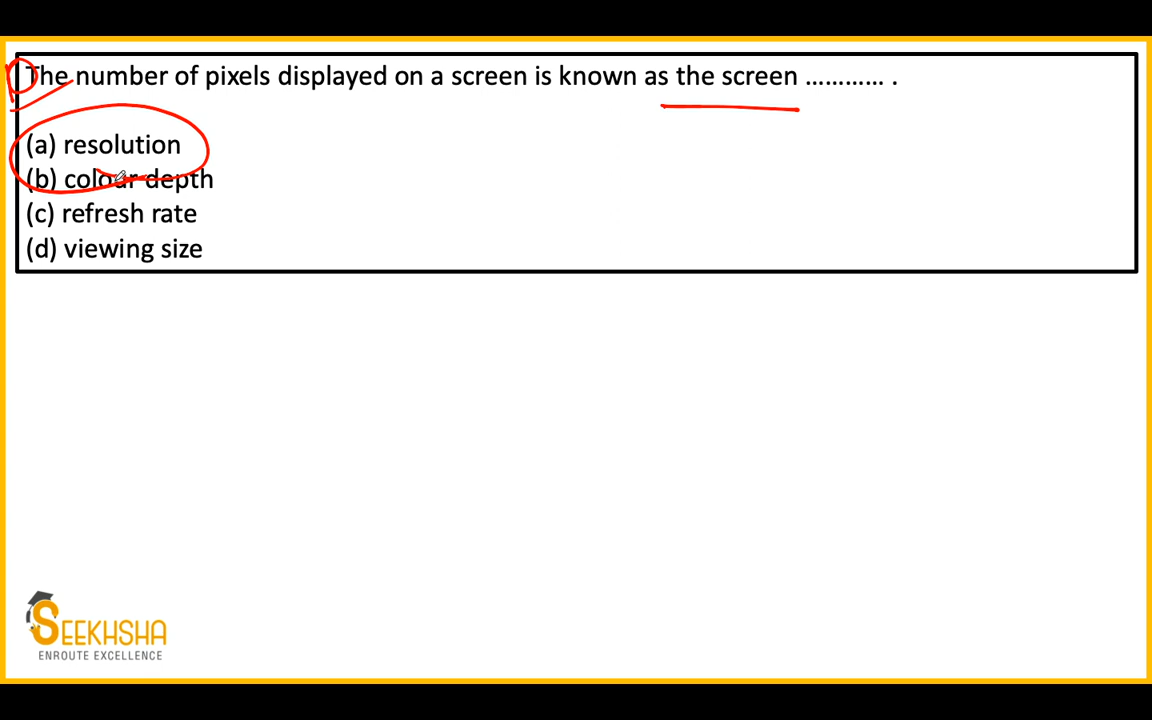 The number of pixels displayed on a screen is known as the screen ............ .
(a) resolution
(b) colour depth
(c) refresh rate
(d) viewing size
SEEKHSHA
ENROUTE EXCELLENCE